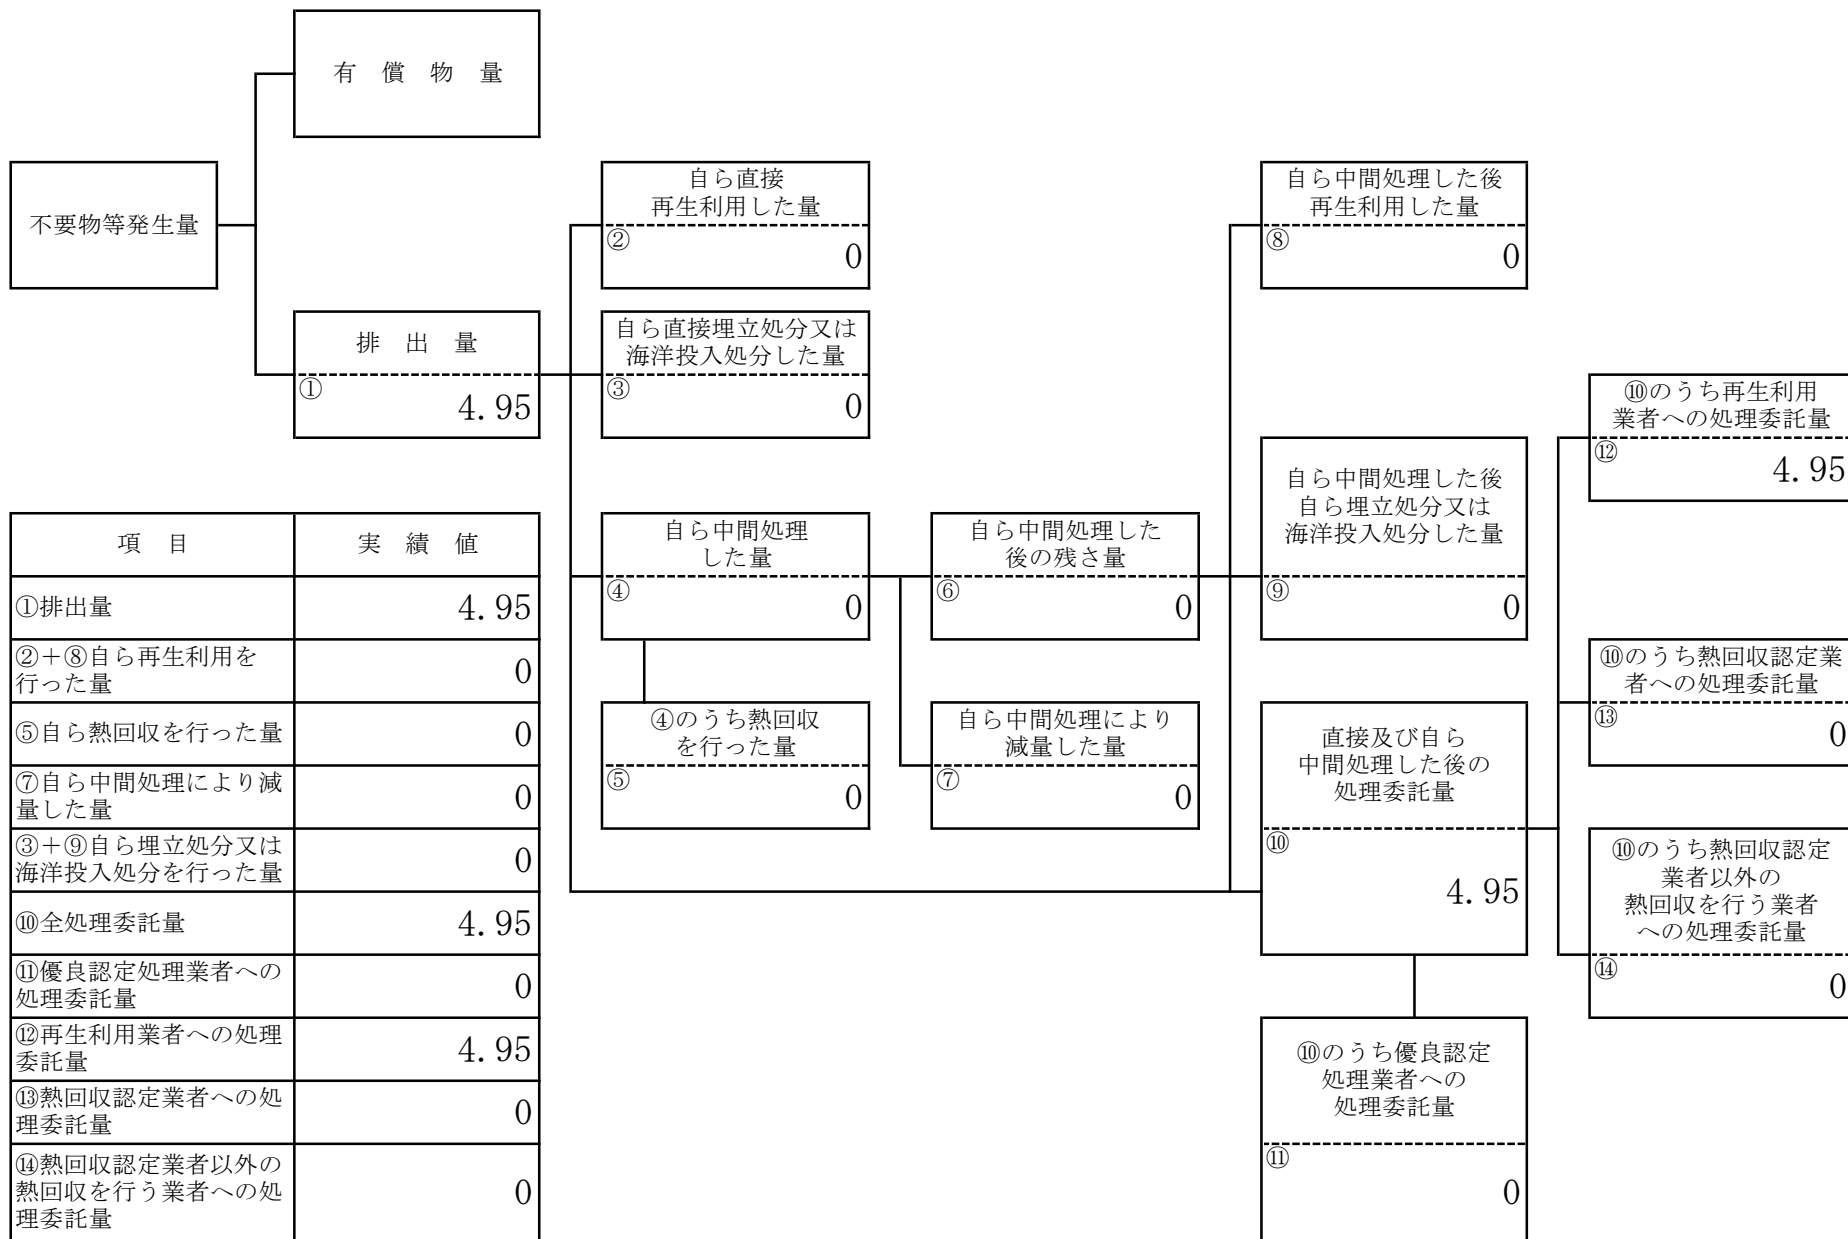 有　償　物　量
不要物等発生量
排　出　量
①
4.95
自ら直接
再生利用した量
②
0
自ら直接埋立処分又は
海洋投入処分した量
③
0
自ら中間処理
した量
④
0
④のうち熱回収
を行った量
⑤
0
自ら中間処理した
後の残さ量
⑥
0
自ら中間処理により
減量した量
⑦
0
自ら中間処理した後
再生利用した量
⑧
0
自ら中間処理した後
自ら埋立処分又は
海洋投入処分した量
⑨
0
直接及び自ら
中間処理した後の
処理委託量
⑩
4.95
⑩のうち優良認定
処理業者への
処理委託量
⑪
0
⑩のうち再生利用
業者への処理委託量
⑫
4.95
⑩のうち熱回収認定業
者への処理委託量
⑬
0
⑩のうち熱回収認定
業者以外の
熱回収を行う業者
への処理委託量
⑭
0
項　目
実　績　値
①排出量
4.95
②＋⑧自ら再生利用を
行った量
0
⑤自ら熱回収を行った量
0
⑦自ら中間処理により減
量した量
0
③＋⑨自ら埋立処分又は
海洋投入処分を行った量
0
⑩全処理委託量
4.95
⑪優良認定処理業者への
処理委託量
0
⑫再生利用業者への処理
委託量
4.95
⑬熱回収認定業者への処
理委託量
0
⑭熱回収認定業者以外の
熱回収を行う業者への処
理委託量
0